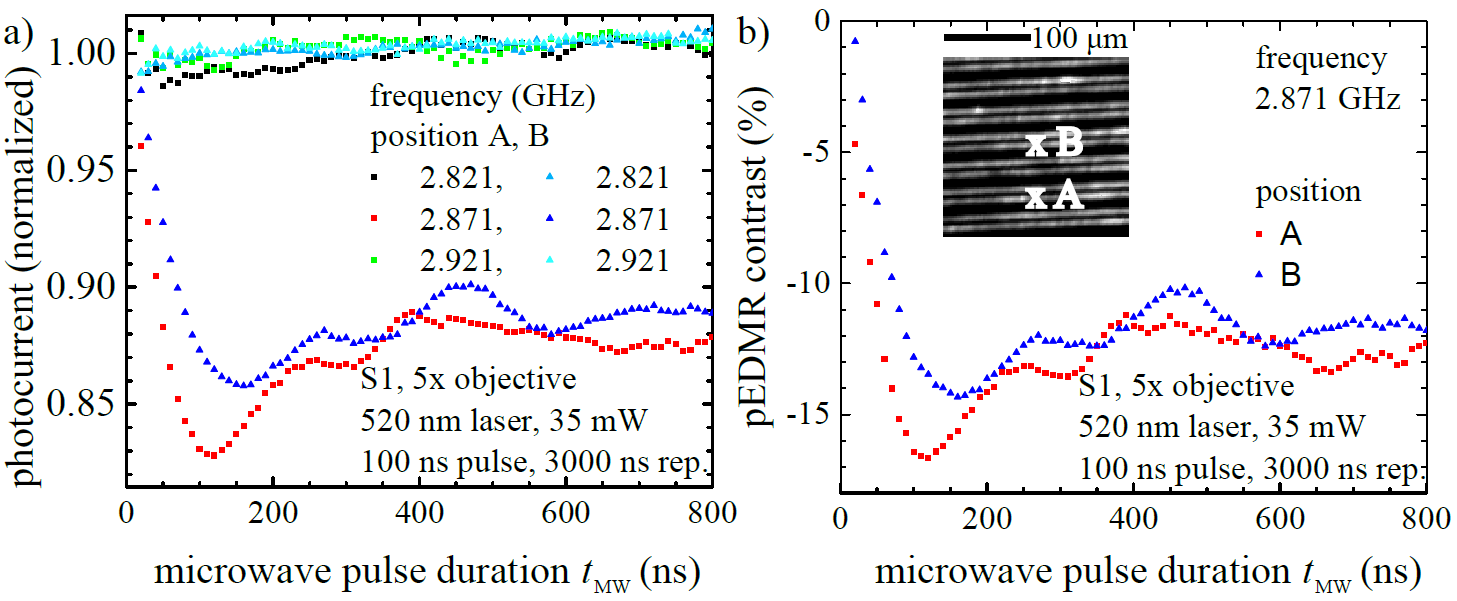 a)
photocurrent (normalized)
1.00
0.95
0.90
0.85
frequency (GHz)
position A, B
2.821, 2.821
2.871, 2.871
2.921, 2.921
S1, 5x objective
520 nm laser, 35 mW
100 ns pulse, 3000 ns rep.
0 200 400 600 800
microwave pulse duration tMW (ns)
b)
pEDMR contrast (%)
0
-5
-10
-15
100 μm
B
A
frequency
2.871 GHz
position
A
B
S1, 5x objective
520 nm laser, 35 mW
100 ns pulse, 3000 ns rep.
0 200 400 600 800
microwave pulse duration tMW (ns)